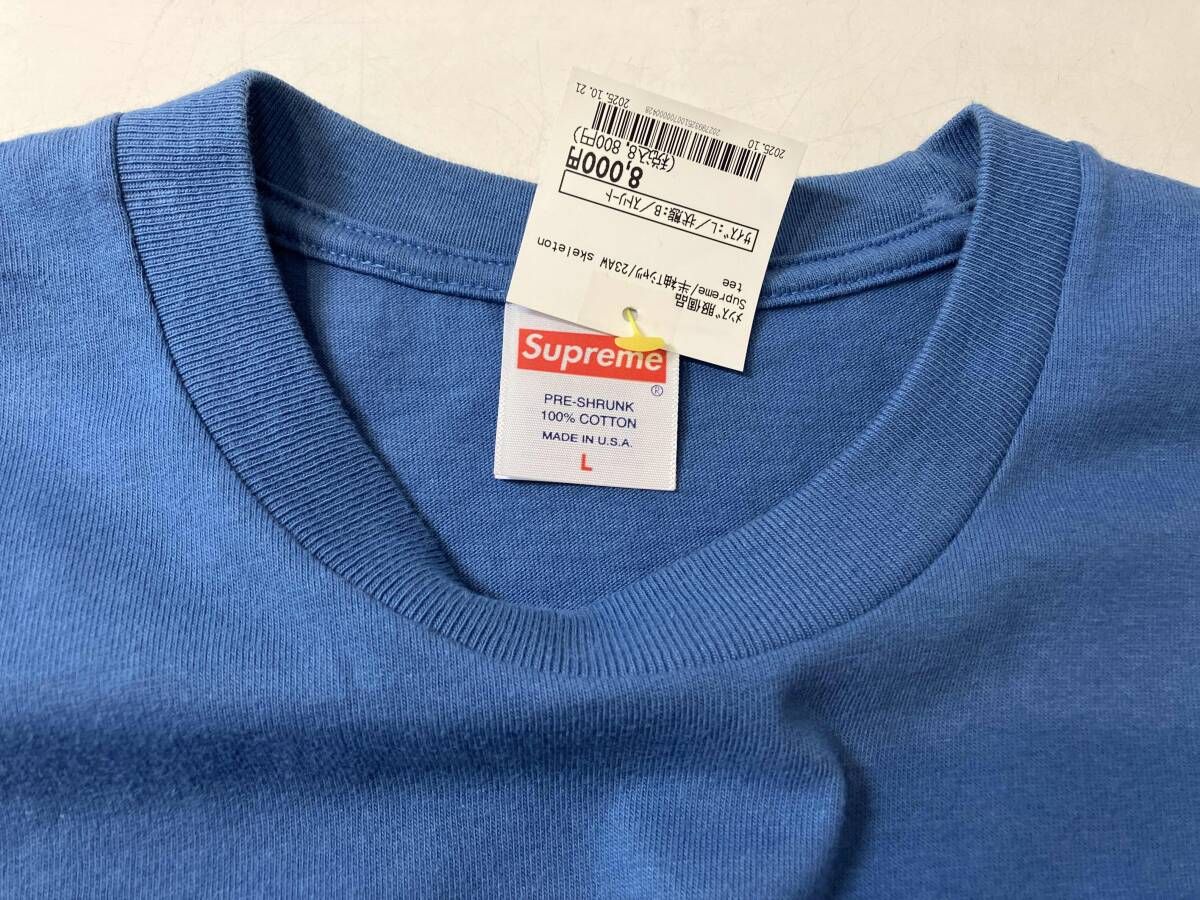 メンズ服個品
Supreme/半袖Tシャツ/23AW skeleton
tee
サイズ:L/状態:B/ストリート
8,000円
(税込8,800円)
2025.10
2025.10.21
Supreme
®
PRE-SHRUNK
100% COTTON
MADE IN U.S.A.
L